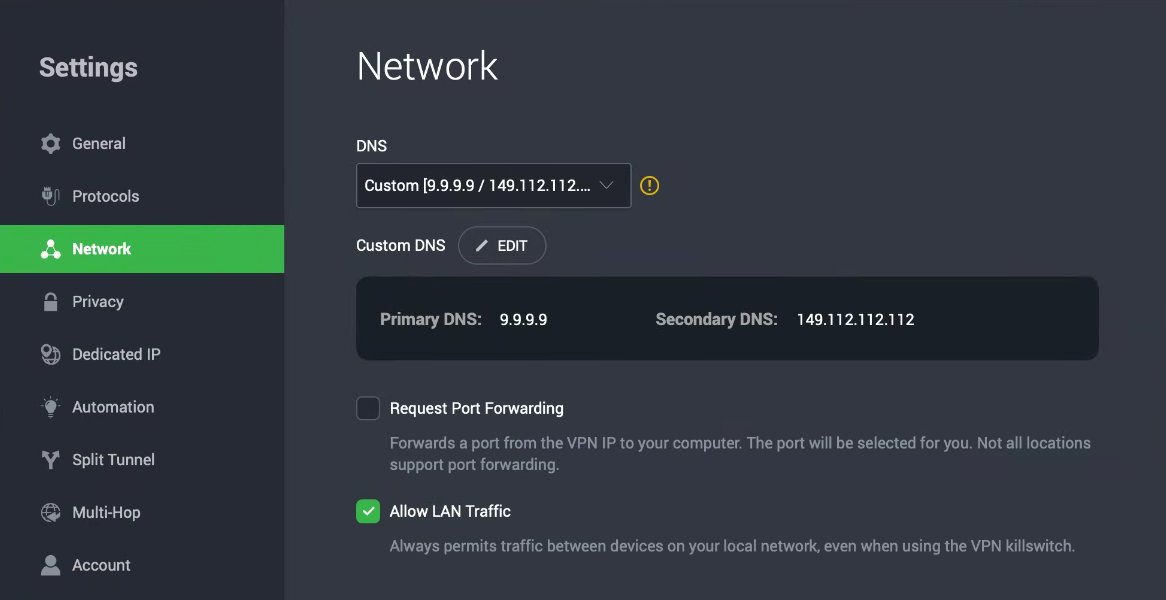 Settings
General
Protocols
Network
Privacy
Dedicated IP
Automation
Split Tunnel
Multi-Hop
Account
Network
DNS
Custom [9.9.9.9 / 149.112.112....
Custom DNS EDIT
Primary DNS: 9.9.9.9 Secondary DNS: 149.112.112.112
Request Port Forwarding
Forwards a port from the VPN IP to your computer. The port will be selected for you. Not all locations
support port forwarding.
Allow LAN Traffic
Always permits traffic between devices on your local network, even when using the VPN killswitch.